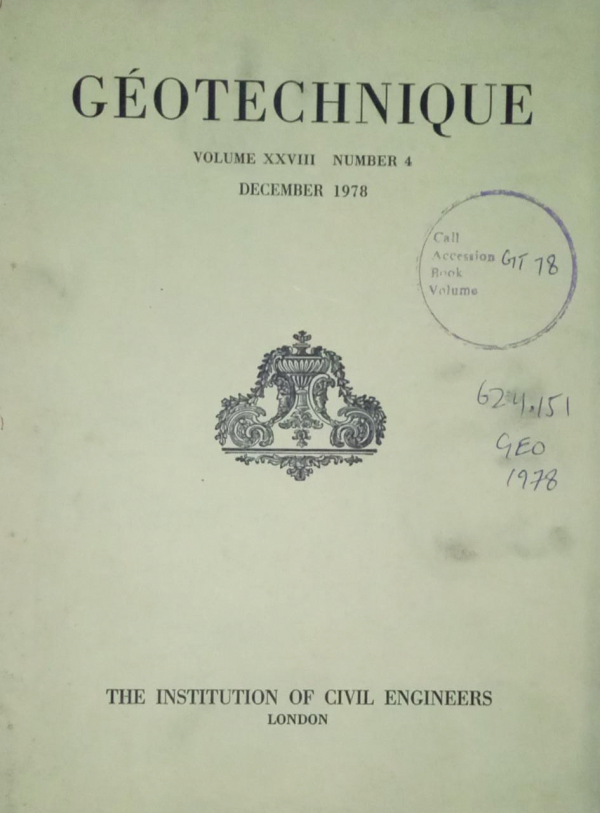 GÉOTECHNIQUE
VOLUME XXVIII NUMBER 4
DECEMBER 1978
Call
Accession GIT 78
Book
Volume
624.151
GEO
1978
THE INSTITUTION OF CIVIL ENGINEERS
LONDON